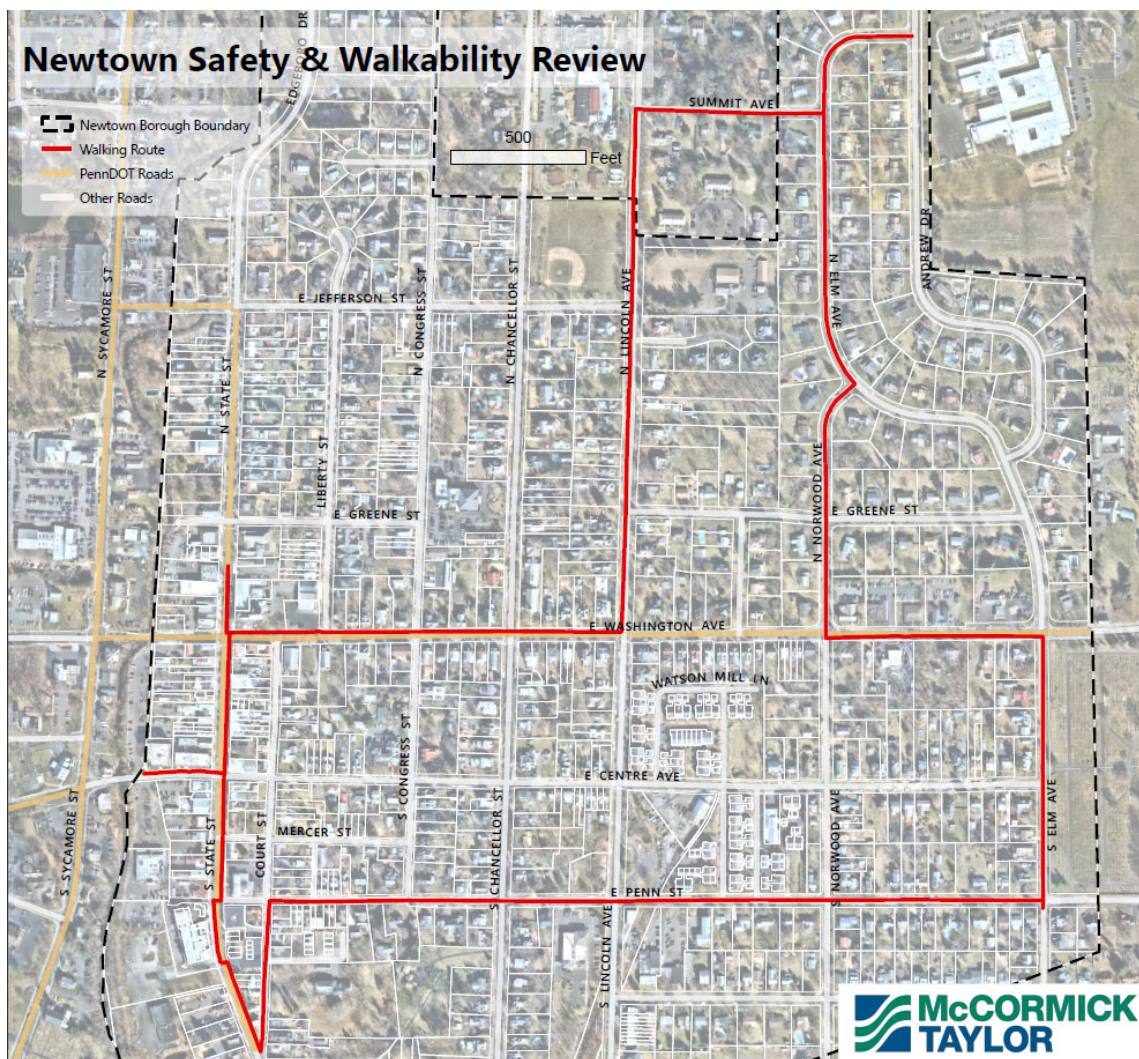 Newtown Safety & Walkability Review
EDGEBORO DR
Newtown Borough Boundary
Walking Route
PennDOT Roads
Other Roads
500
Feet
SUMMIT AVE
N SYCAMORE ST
E JEFFERSON ST
N STATE ST
LIBERTY ST
N CONGRESS ST
N CHANCELLOR ST
N LINCOLN AVE
N ELM AVE
ANDREW DR
E GREENE ST
N NORWOOD AVE
E GREENE ST
E WASHINGTON AVE
WATSON MILL LN
S SYCAMORE ST
S STATE ST
COURT ST
MERCER ST
S CONGRESS ST
S CHANCELLOR ST
E CENTRE AVE
E PENN ST
S LINCOLN AVE
S NORWOOD AVE
S ELM AVE
McCORMICK
TAYLOR